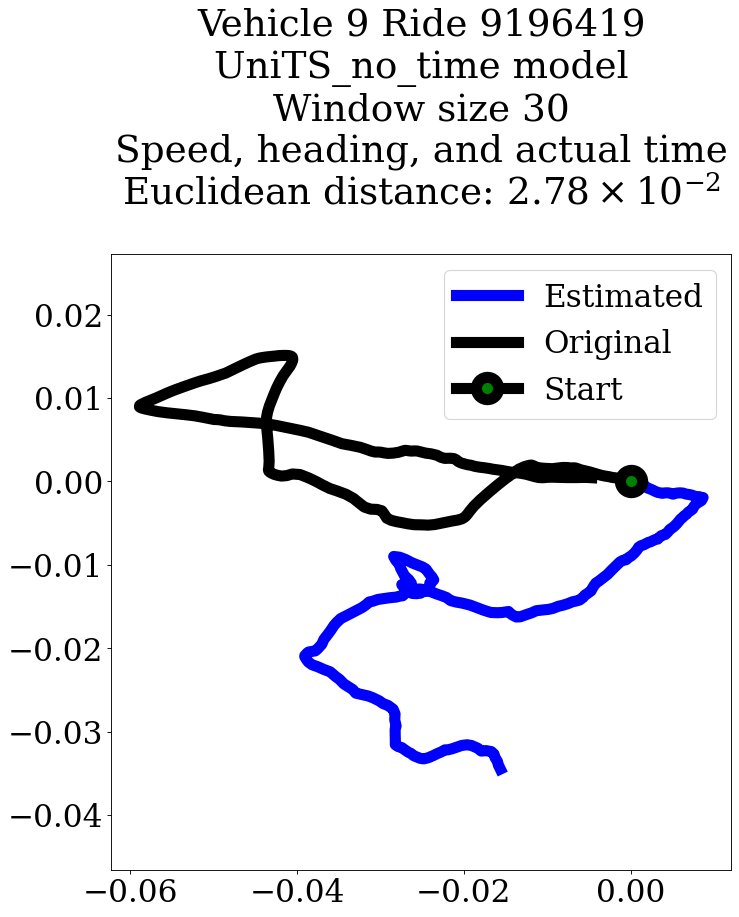 Vehicle 9 Ride 9196419
UniTS_no_time model
Window size 30
Speed, heading, and actual time
Euclidean distance: 2.78 × 10⁻²
Estimated
Original
Start
0.02
0.01
0.00
−0.01
−0.02
−0.03
−0.04
−0.06 −0.04 −0.02 0.00